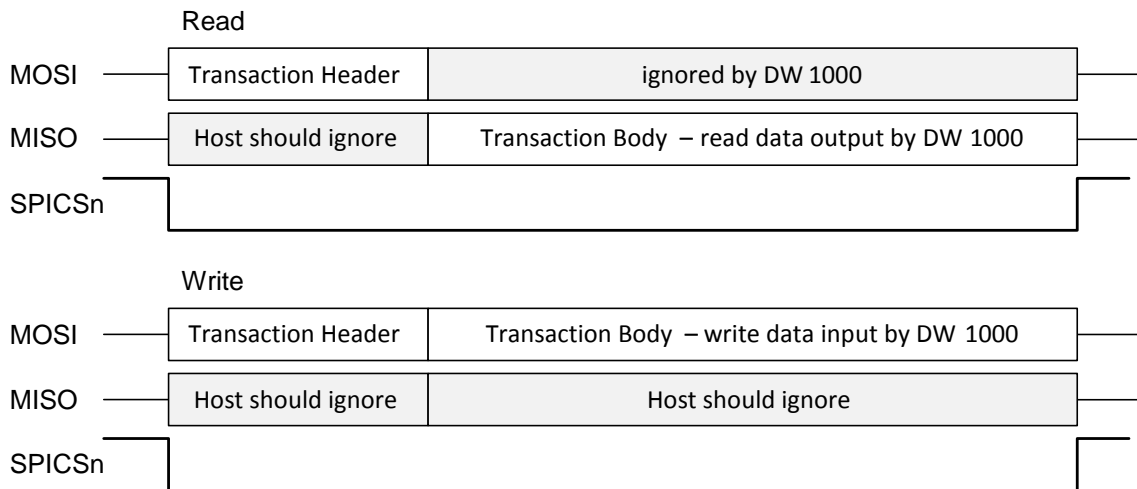 Read
MOSI Transaction Header ignored by DW 1000
MISO Host should ignore Transaction Body – read data output by DW 1000
SPICSn
Write
MOSI Transaction Header Transaction Body – write data input by DW 1000
MISO Host should ignore Host should ignore
SPICSn